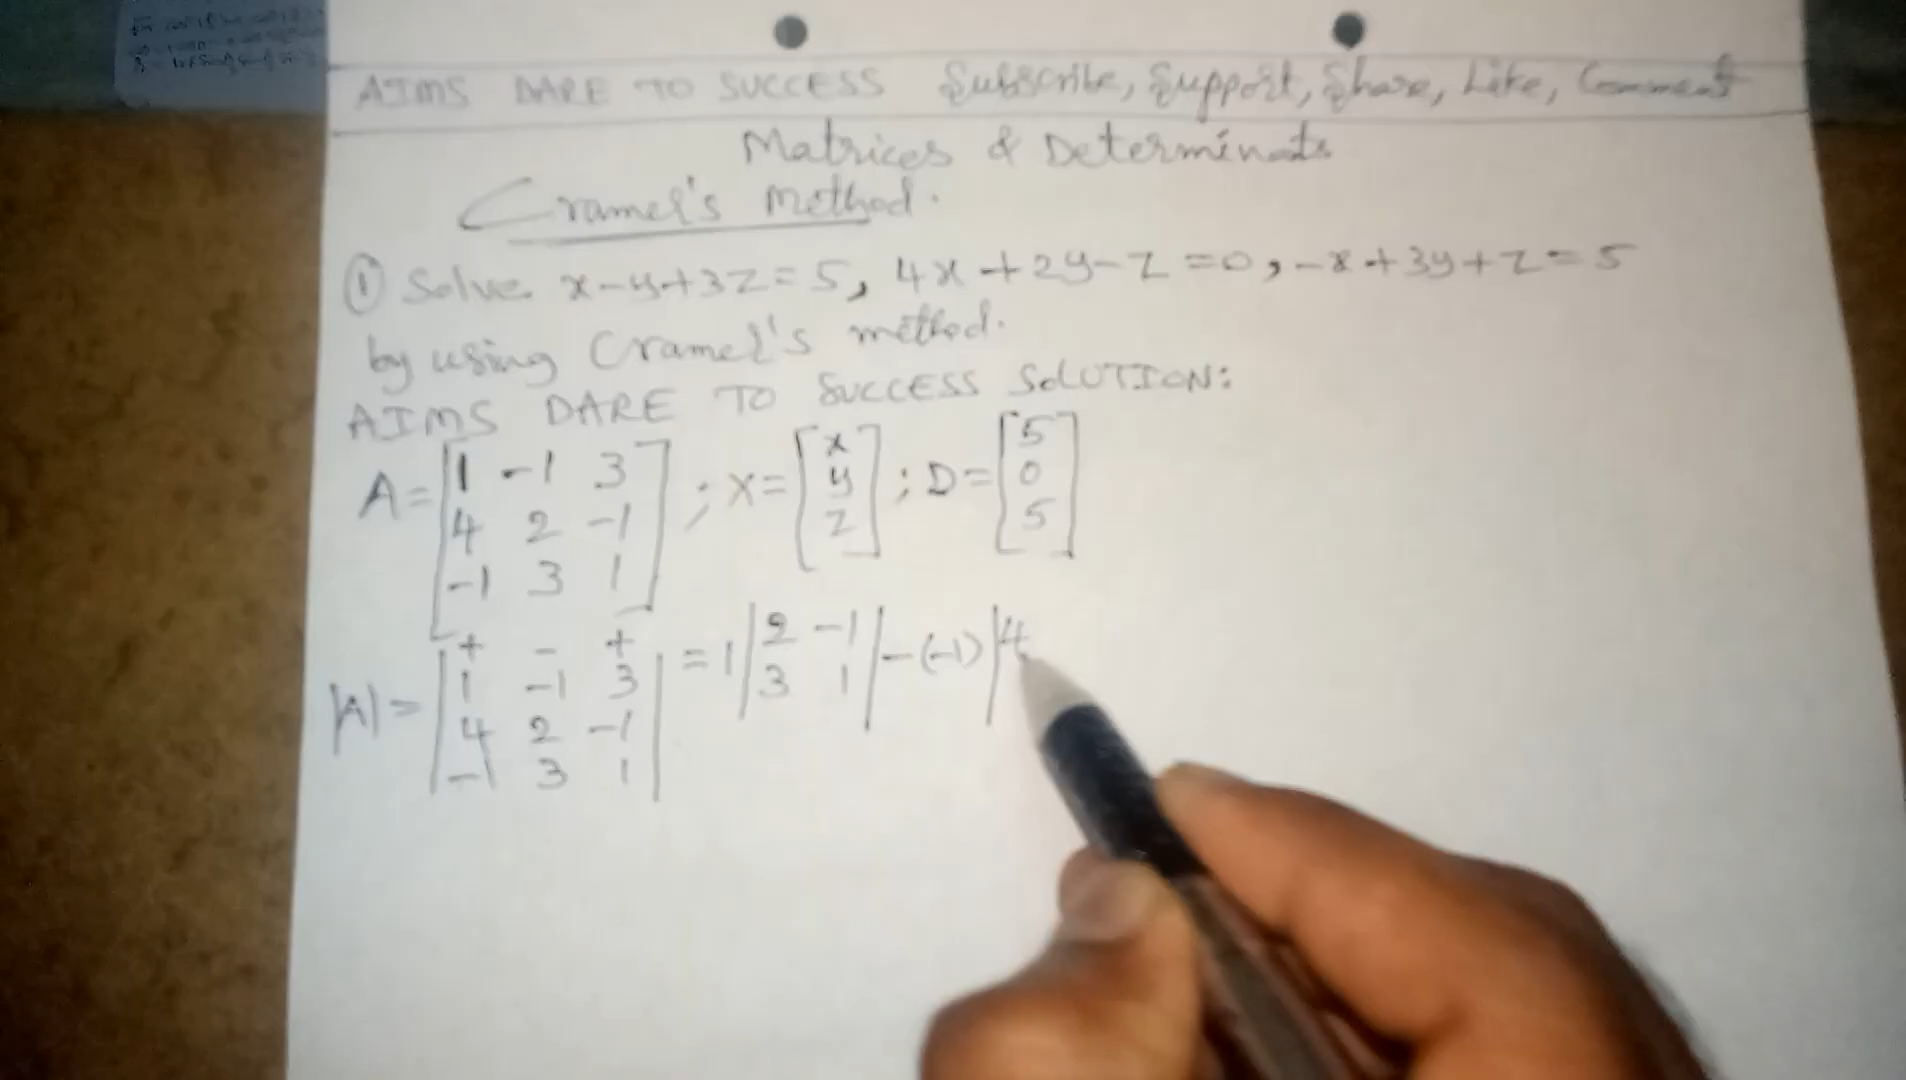 AIMS DARE TO SUCCESS Subscribe, Support, Share, Like, Comment
Matrices & Determinats
Cramer's Method.
① Solve x-y+3z=5, 4x+2y-z=0, -x+3y+z=5
by using Cramer's method.
AIMS DARE TO SUCCESS SOLUTION:
A=[1 -1 3; X=[x; D=[5
4 2 -1 y 0
-1 3 1] z] 5]
+ - +
|A|=|1 -1 3|=1|2 -1|-(-1)|4
4 2 -1 3 1
-1 3 1